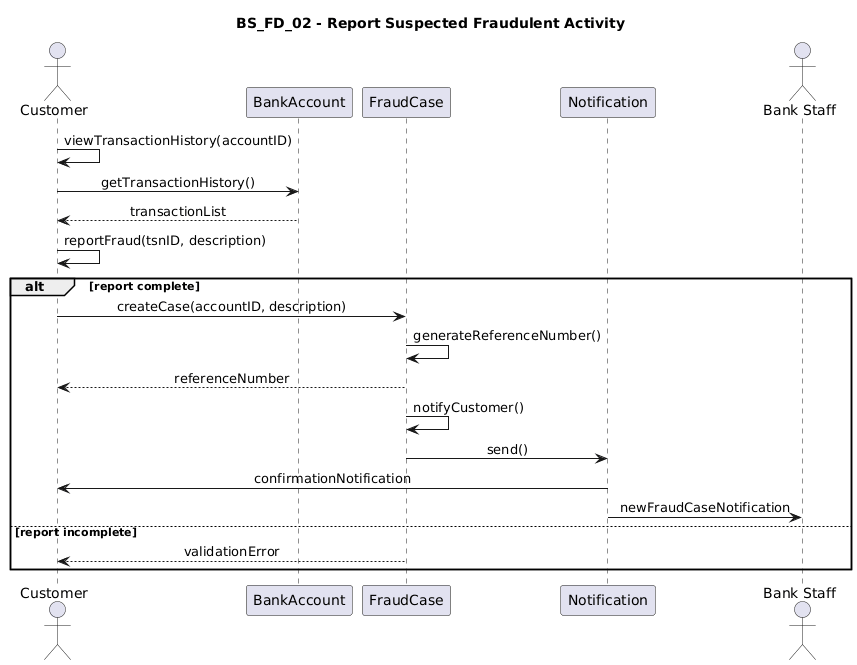 BS_FD_02 - Report Suspected Fraudulent Activity
Customer
BankAccount
FraudCase
Notification
Bank Staff
viewTransactionHistory(accountID)
getTransactionHistory()
transactionList
reportFraud(tsnID, description)
alt [report complete]
createCase(accountID, description)
generateReferenceNumber()
referenceNumber
notifyCustomer()
send()
confirmationNotification
newFraudCaseNotification
[report incomplete]
validationError
Customer
BankAccount
FraudCase
Notification
Bank Staff